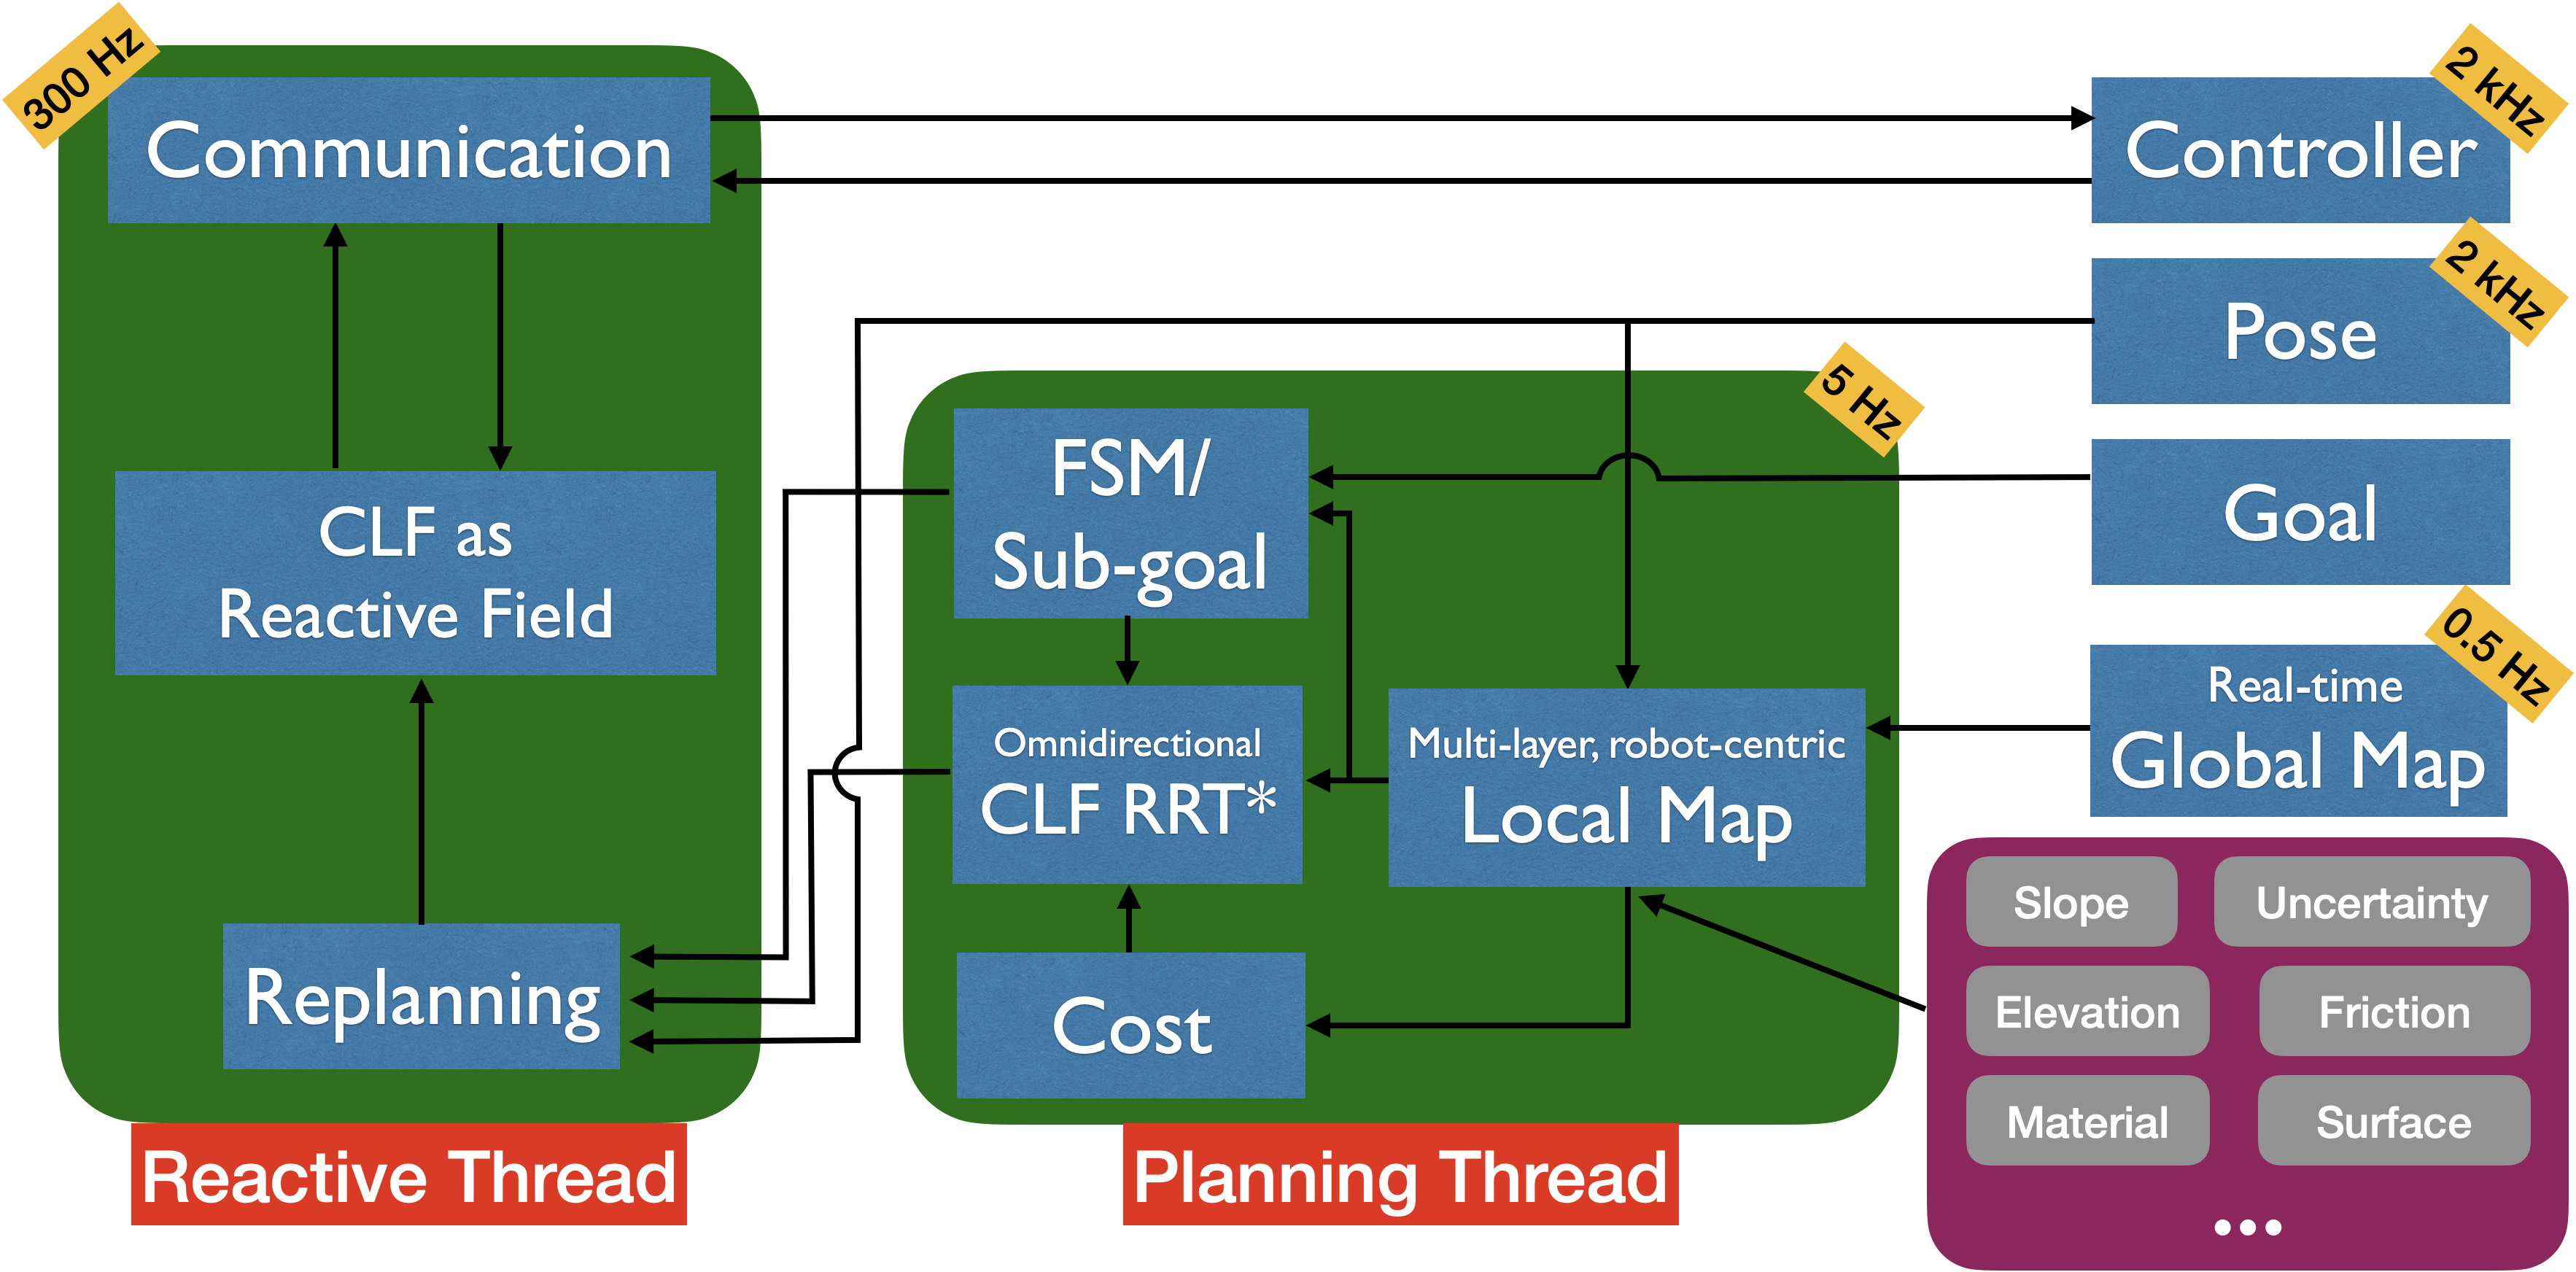 300 Hz
Communication
CLF as
Reactive Field
Replanning
Reactive Thread
5 Hz
FSM/
Sub-goal
Omnidirectional
CLF RRT*
Cost
Multi-layer, robot-centric
Local Map
Planning Thread
2 kHz
Controller
2 kHz
Pose
Goal
0.5 Hz
Real-time
Global Map
Slope
Uncertainty
Elevation
Friction
Material
Surface
...